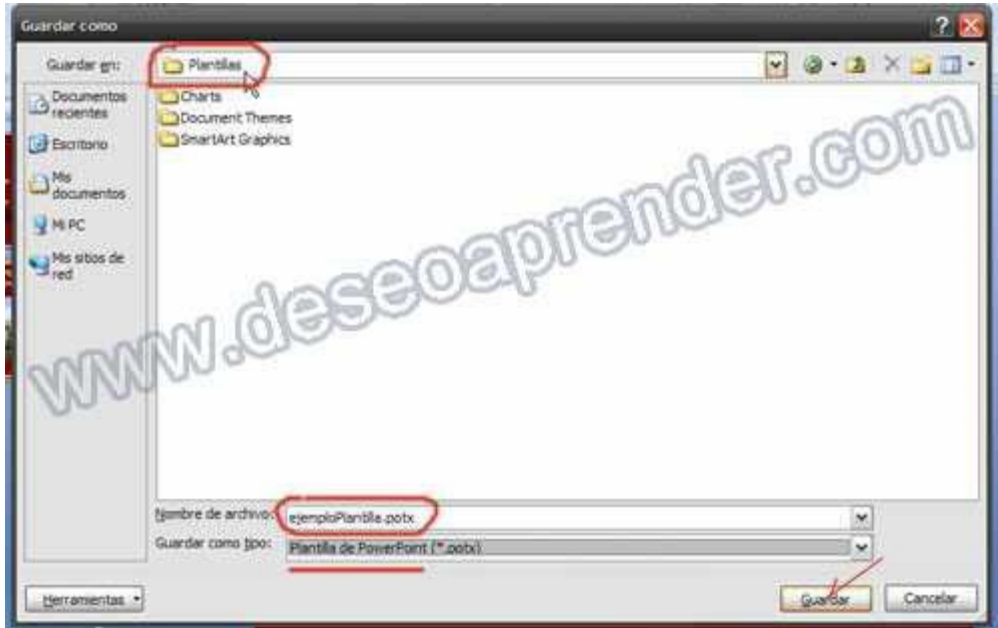 Guardar como
Guardar en:
Plantillas
Documentos recientes
Escritorio
Mis documentos
Mi PC
Mis sitios de red
Charts
Document Themes
SmartArt Graphics
www.deseoaprender.com
Nombre de archivo:
ejemploPlantilla.potx
Guardar como tipo:
Plantilla de PowerPoint (*.potx)
Herramientas
Guardar
Cancelar